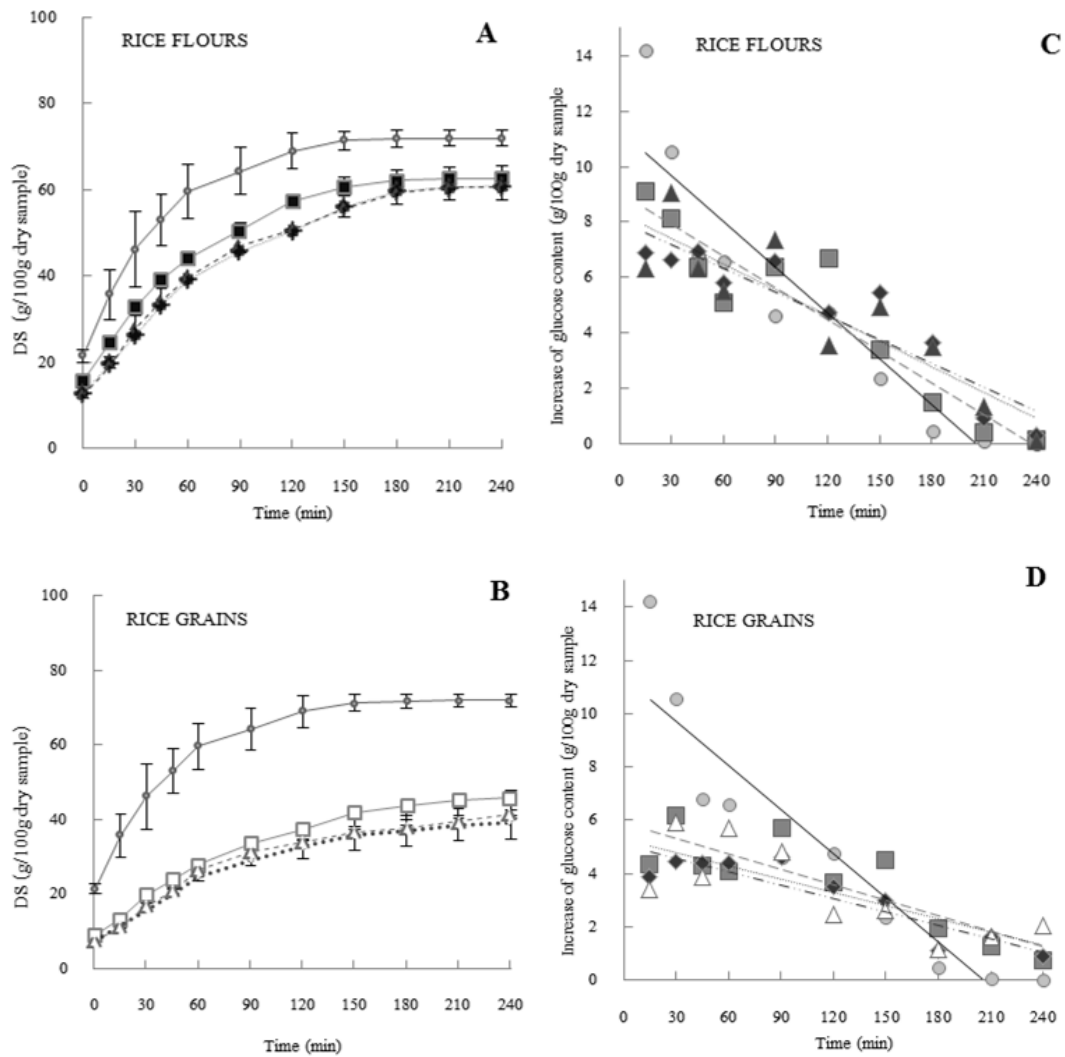 A
RICE FLOURS
100
80
60
40
20
0
DS (g/100g dry sample)
0 15 30 45 60 90 120 150 180 210 240
Time (min)
C
RICE FLOURS
14
12
10
8
6
4
2
0
Increase of glucose content (g/100g dry sample
0 30 60 90 120 150 180 210 240
Time (min)
B
RICE GRAINS
100
80
60
40
20
0
DS (g/100g dry sample)
0 15 30 45 60 90 120 150 180 210 240
Time (min)
D
RICE GRAINS
14
12
10
8
6
4
2
0
Increase of glucose content (g/100g dry sample)
0 30 60 90 120 150 180 210 240
Time (min)